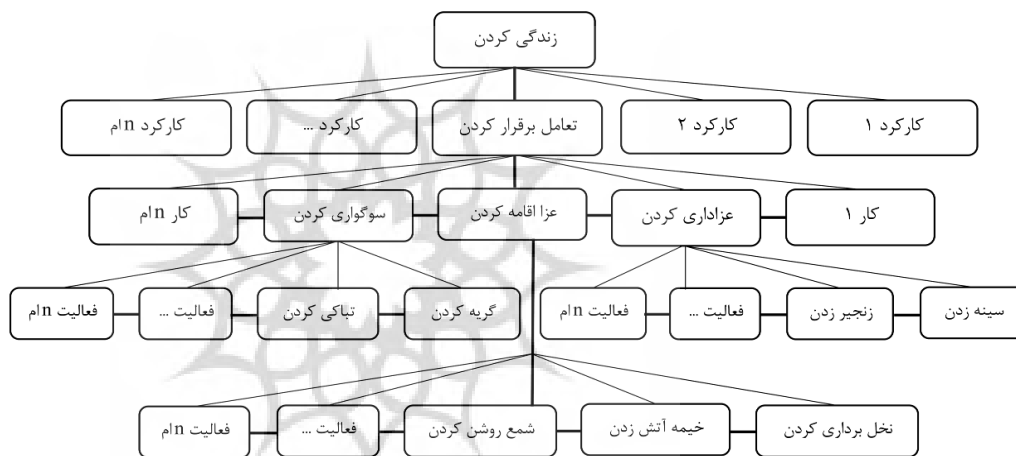 زندگی کردن
کارکرد ۱
کارکرد ۲
تعامل برقرار کردن
کارکرد ...
کارکرد nام
کار ۱
عزاداری کردن
عزا اقامه کردن
سوگواری کردن
کار nام
سینه زدن
زنجیر زدن
فعالیت ...
فعالیت nام
گریه کردن
تباکی کردن
فعالیت ...
فعالیت nام
نخل برداری کردن
خیمه آتش زدن
شمع روشن کردن
فعالیت ...
فعالیت nام